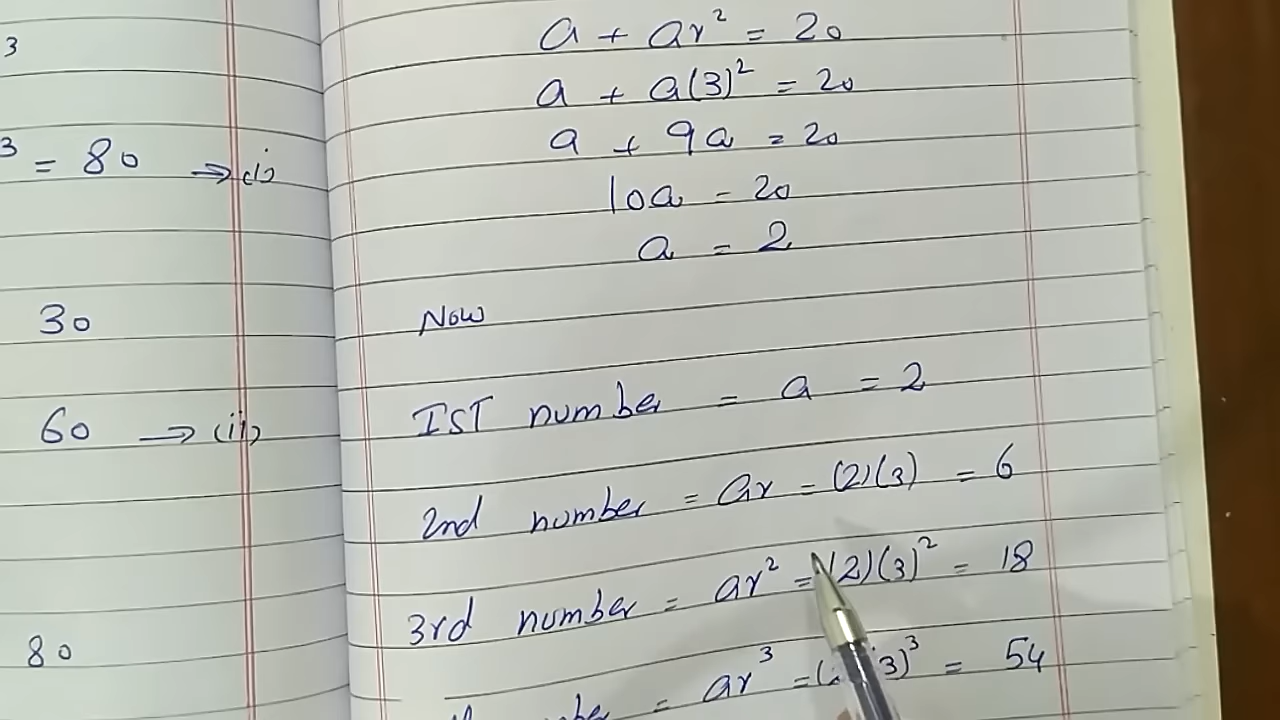 3
3 = 80 → (i)
30
60 → (ii)
80
a + ar² = 20
a + a(3)² = 20
a + 9a = 20
10a = 20
a = 2
Now
IST number = a = 2
2nd number = ar = (2)(3) = 6
3rd number = ar² = (2)(3)² = 18
= ar³ = ( 3)³ = 54